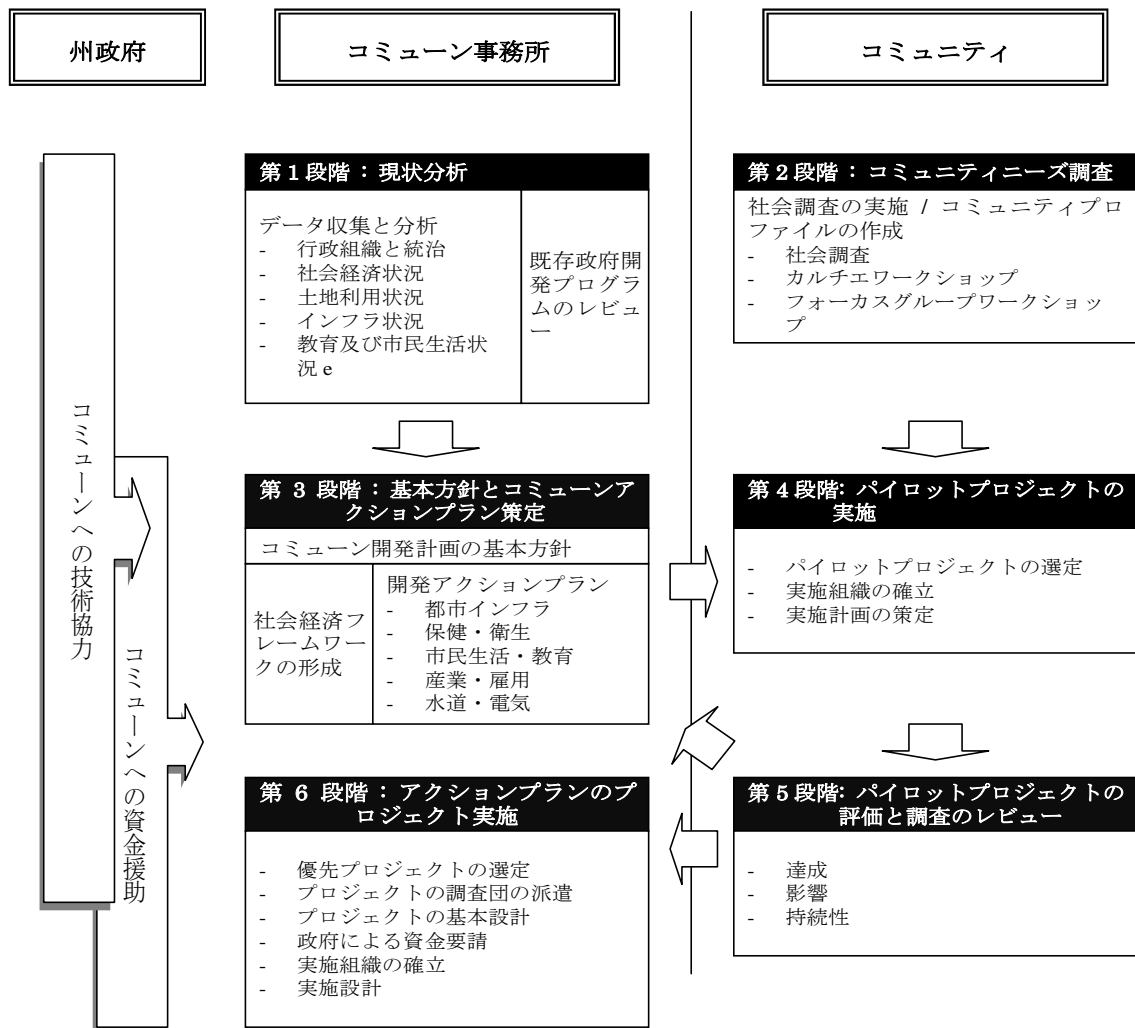 州政府
コミューン事務所
コミュニティ
コミューンへの技術協力
コミューンへの資金援助
第 1 段階 : 現状分析
データ収集と分析
- 行政組織と統治
- 社会経済状況
- 土地利用状況
- インフラ状況
- 教育及び市民生活状
況 e
既存政府開
発プログラ
ムのレビュ
ー
第 2 段階 : コミュニティニーズ調査
社会調査の実施 / コミュニティプロ
ファイルの作成
- 社会調査
- カルチエワークショップ
- フォーカスグループワークショッ
プ
第 3 段階 : 基本方針とコミューンア
クションプラン策定
コミューン開発計画の基本方針
社会経済フ
レームワー
クの形成
開発アクションプラン
- 都市インフラ
- 保健・衛生
- 市民生活・教育
- 産業・雇用
- 水道・電気
第 4 段階: パイロットプロジェクトの
実施
- パイロットプロジェクトの選定
- 実施組織の確立
- 実施計画の策定
第 5 段階: パイロットプロジェクトの
評価と調査のレビュー
- 達成
- 影響
- 持続性
第 6 段階 : アクションプランのプ
ロジェクト実施
- 優先プロジェクトの選定
- プロジェクトの調査団の派遣
- プロジェクトの基本設計
- 政府による資金要請
- 実施組織の確立
- 実施設計